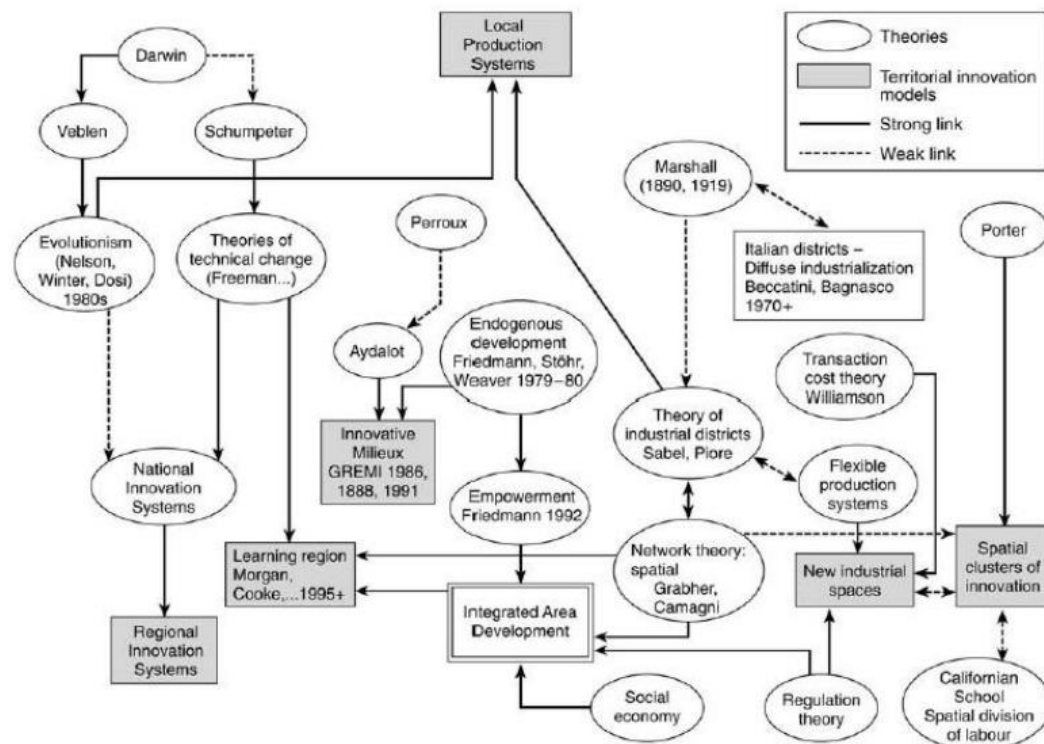 Local
Production
Systems
Theories
Territorial innovation
models
Strong link
Weak link
Darwin
Veblen
Schumpeter
Marshall
(1890, 1919)
Perroux
Porter
Evolutionism
(Nelson,
Winter, Dosi)
1980s
Theories of
technical change
(Freeman...)
Italian districts –
Diffuse industrialization
Beccatini, Bagnasco
1970+
Aydalot
Endogenous
development
Friedmann, Stöhr,
Weaver 1979–80
Transaction
cost theory
Williamson
Theory of
industrial districts
Sabel, Piore
Innovative
Milieux
GREMI 1986,
1888, 1991
National
Innovation
Systems
Flexible
production
systems
Empowerment
Friedmann 1992
Learning region
Morgan,
Cooke,...1995+
Network theory:
spatial
Grabher,
Camagni
New industrial
spaces
Spatial
clusters of
innovation
Integrated Area
Development
Regional
Innovation
Systems
Social
economy
Regulation
theory
Californian
School
Spatial division
of labour